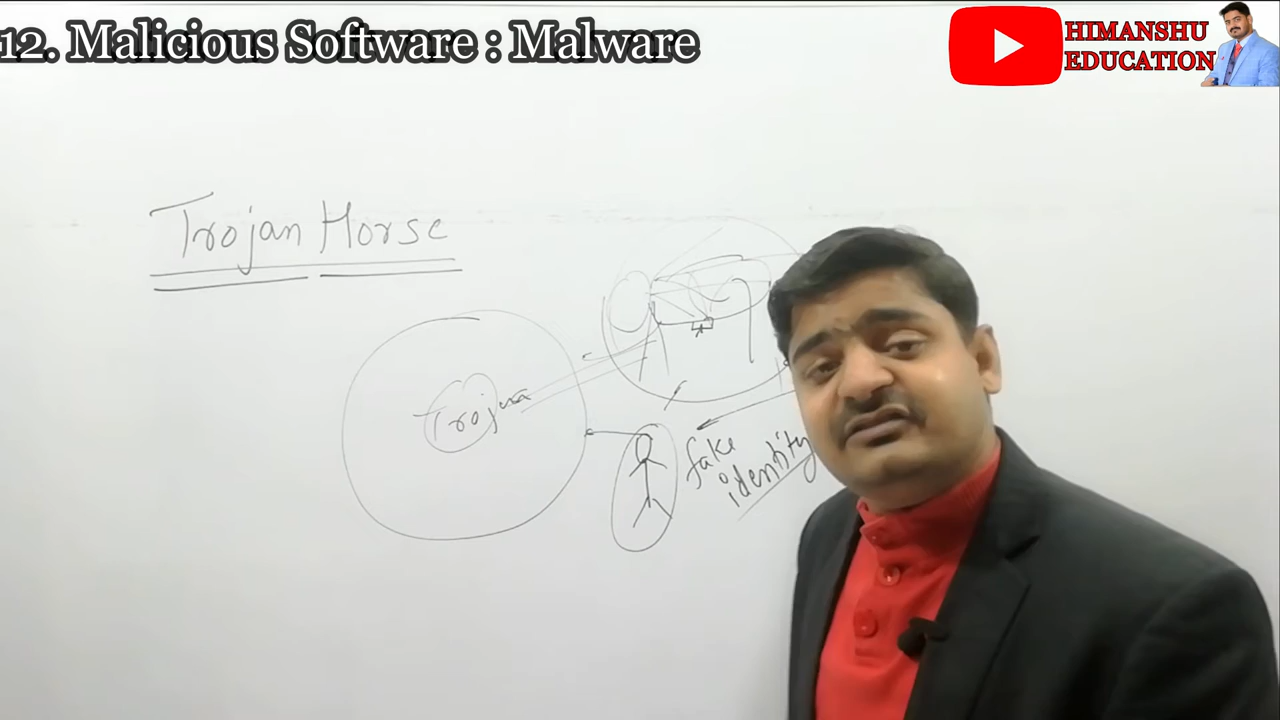 12. Malicious Software : Malware
HIMANSHU
EDUCATION
Trojan Horse
Trojan
fake
identity